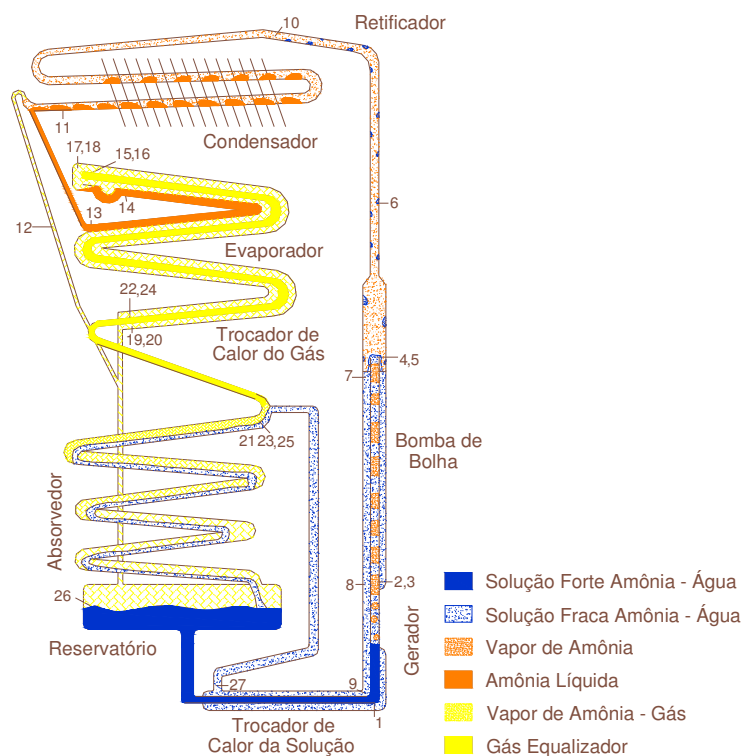 10
Retificador
11
Condensador
17,18
15,16
14
13
12
6
Evaporador
22,24
19,20
Trocador de
Calor do Gás
4,5
7
21 23,25
Bomba de
Bolha
Absorvedor
8
2,3
26
Reservatório
Gerador
27
9
1
Trocador de
Calor da Solução
Solução Forte Amônia - Água
Solução Fraca Amônia - Água
Vapor de Amônia
Amônia Líquida
Vapor de Amônia - Gás
Gás Equalizador